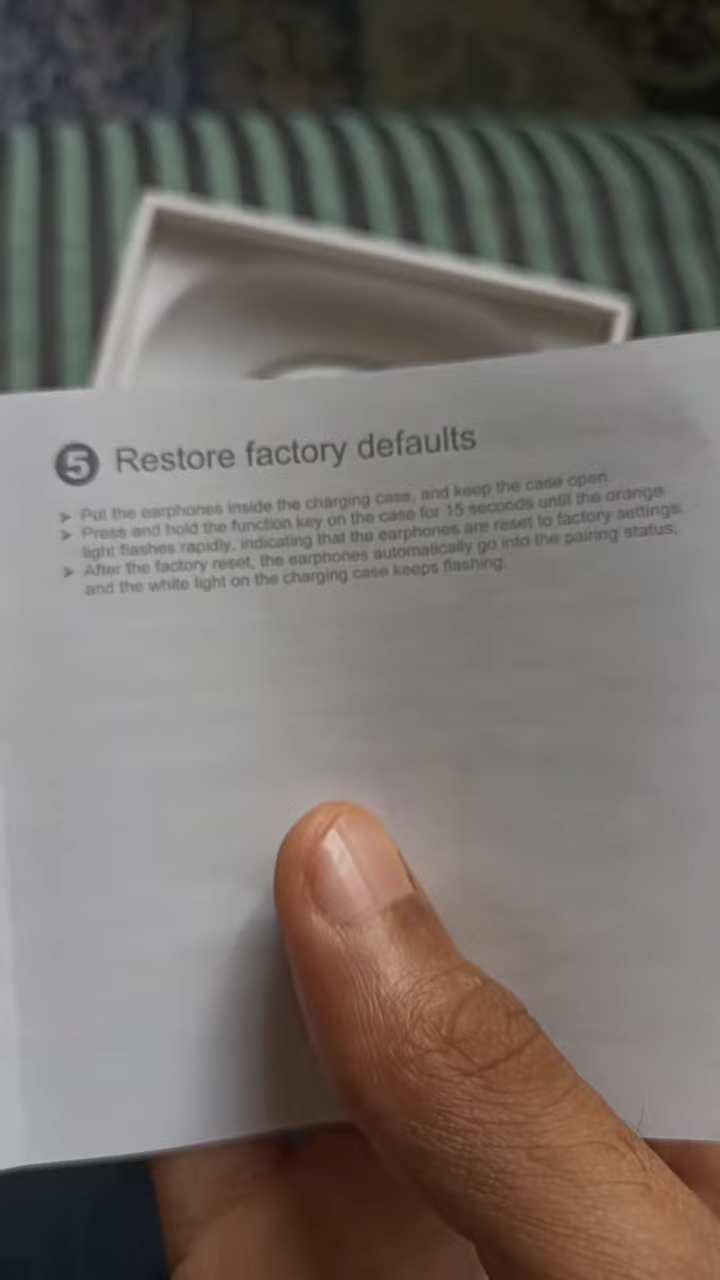 5 Restore factory defaults
➤ Put the earphones inside the charging case, and keep the case open.
➤ Press and hold the function key on the case for 15 seconds until the orange
light flashes rapidly, indicating that the earphones are reset to factory settings.
➤ After the factory reset, the earphones automatically go into the pairing status,
and the white light on the charging case keeps flashing.